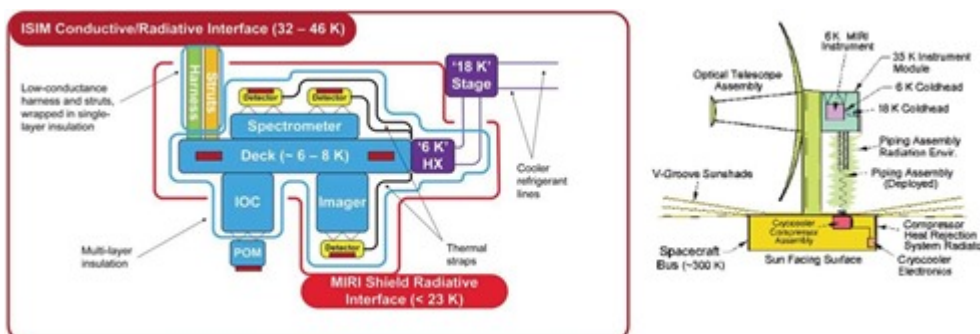 ISIM Conductive/Radiative Interface (32 – 46 K)
Low-conductance
harness and struts,
wrapped in single-
layer insulation
Harness
Struts
Detector
Detector
Spectrometer
Deck (~ 6 – 8 K)
'18 K'
Stage
'6 K'
HX
Cooler
refrigerant
lines
IOC
Imager
Detector
POM
Multi-layer
insulation
Thermal
straps
MIRI Shield Radiative
Interface (< 23 K)
6 K MIRI
Instrument
35 K Instrument
Module
Optical Telescope
Assembly
6 K Coldhead
18 K Coldhead
Piping Assembly
Radiation Envir.
Piping Assembly
(Deployed)
V-Groove Sunshade
Cryocooler
Compressor
Assembly
Compressor
Heat Rejection
System Radiato
Spacecraft
Bus (~300 K)
Sun Facing Surface
Cryocooler
Electronics